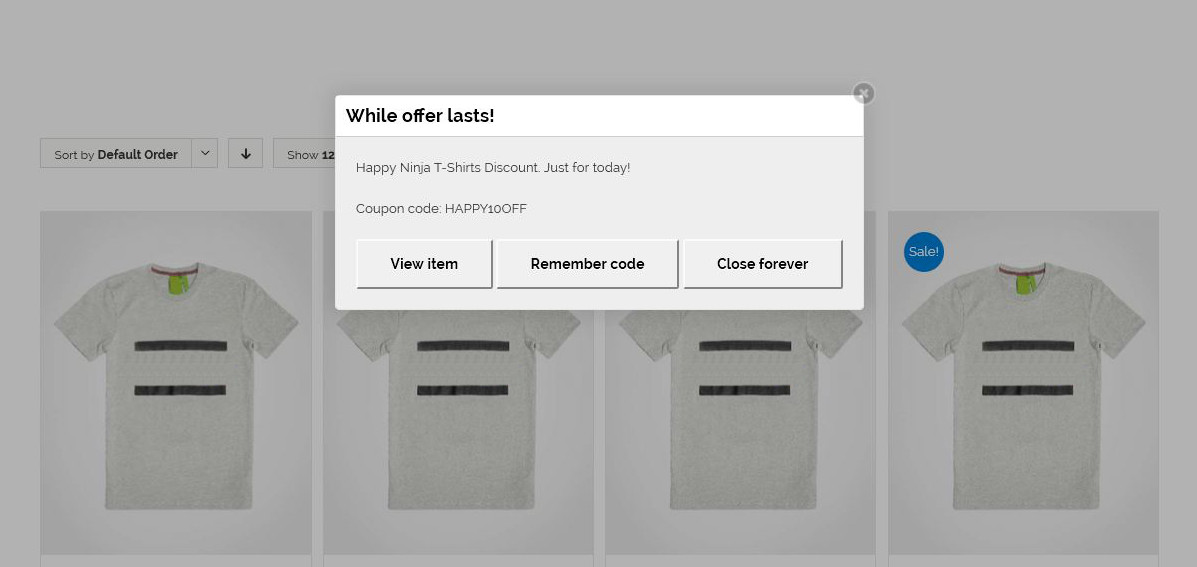 While offer lasts!
Sort by Default Order
Show 12
Happy Ninja T-Shirts Discount. Just for today!
Coupon code: HAPPY10OFF
View item
Remember code
Close forever
Sale!